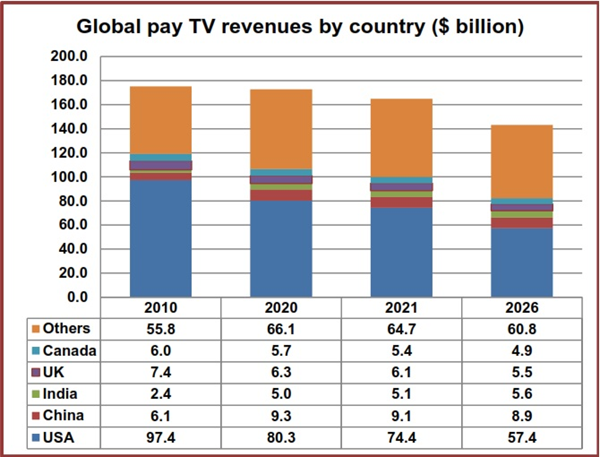 Global pay TV revenues by country ($ billion)
200.0
180.0
160.0
140.0
120.0
100.0
80.0
60.0
40.0
20.0
0.0
2010 2020 2021 2026
Others 55.8 66.1 64.7 60.8
Canada 6.0 5.7 5.4 4.9
UK 7.4 6.3 6.1 5.5
India 2.4 5.0 5.1 5.6
China 6.1 9.3 9.1 8.9
USA 97.4 80.3 74.4 57.4